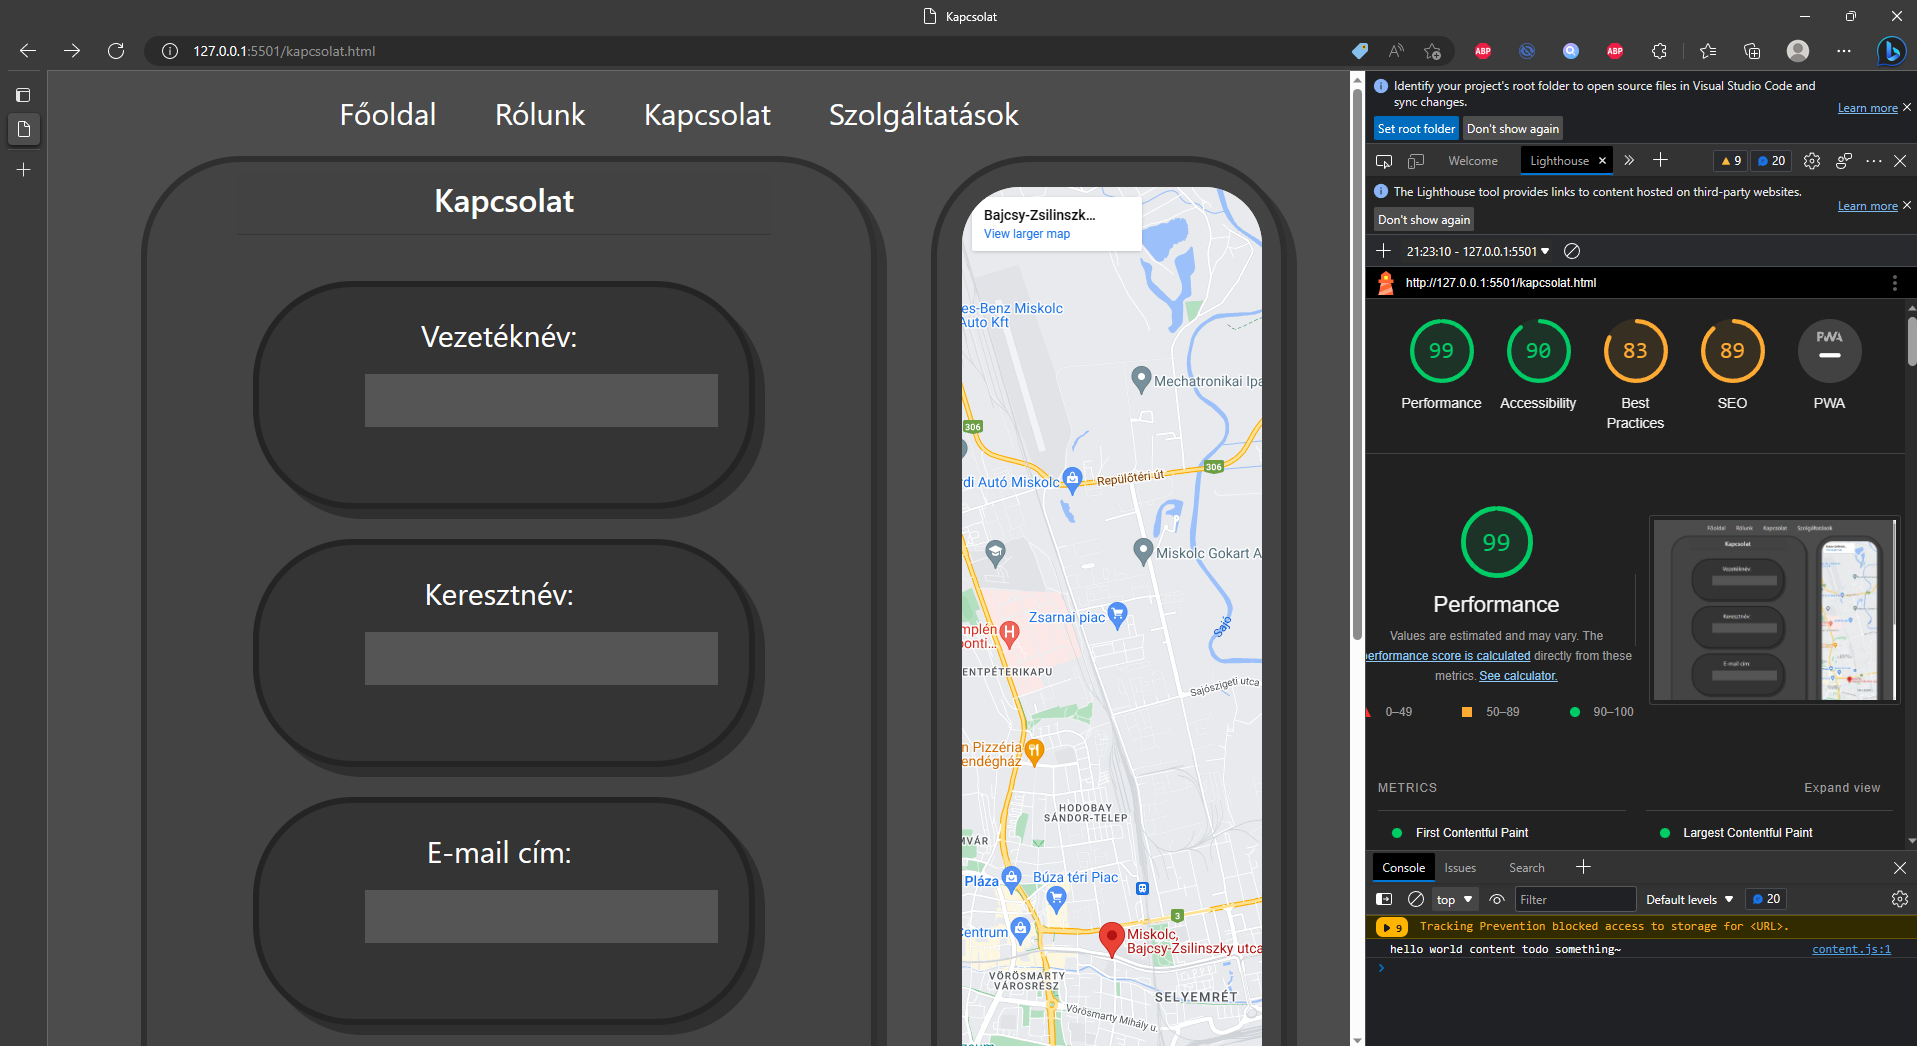 Kapcsolat
127.0.0.1:5501/kapcsolat.html
Főoldal Rólunk Kapcsolat Szolgáltatások
Kapcsolat
Vezetéknév:
Keresztnév:
E-mail cím:
Bajcsy-Zsilinszk...
View larger map
es-Benz Miskolc
Autó Kft
Mechatronikai Ipa
306
306
Repülőtéri út
di Autó Miskolc
Miskolc Gokart A
Zsarnai piac
Sajó
mplén
ponti...
ENTPÉTERIKAPU
Sajószigeti utca
n Pizzéria
endégház
HODOBAY
SÁNDOR-TELEP
MVÁR
Pláza
Búza téri Piac
3
Centrum
Miskolc,
Bajcsy-Zsilinszky utca
VÖRÖSMARTY
VÁROSRÉSZ
SELYEMRÉT
Vörösmarty Mihály u.
Identify your project's root folder to open source files in Visual Studio Code and
sync changes.
Learn more
Set root folder Don't show again
Welcome Lighthouse 9 20
The Lighthouse tool provides links to content hosted on third-party websites.
Learn more
Don't show again
21:23:10 - 127.0.0.1:5501
http://127.0.0.1:5501/kapcsolat.html
99 90 83 89 PWA
Performance Accessibility Best Practices SEO PWA
99
Performance
Values are estimated and may vary. The
performance score is calculated directly from these
metrics. See calculator.
0–49 50–89 90–100
Főoldal Rólunk Kapcsolat Szolgáltatások
Kapcsolat
Vezetéknév:
Keresztnév:
E-mail cím:
METRICS Expand view
First Contentful Paint Largest Contentful Paint
Console Issues Search
top Filter Default levels 20
9 Tracking Prevention blocked access to storage for <URL>.
hello world content todo something~ content.js:1
ABP
ABP